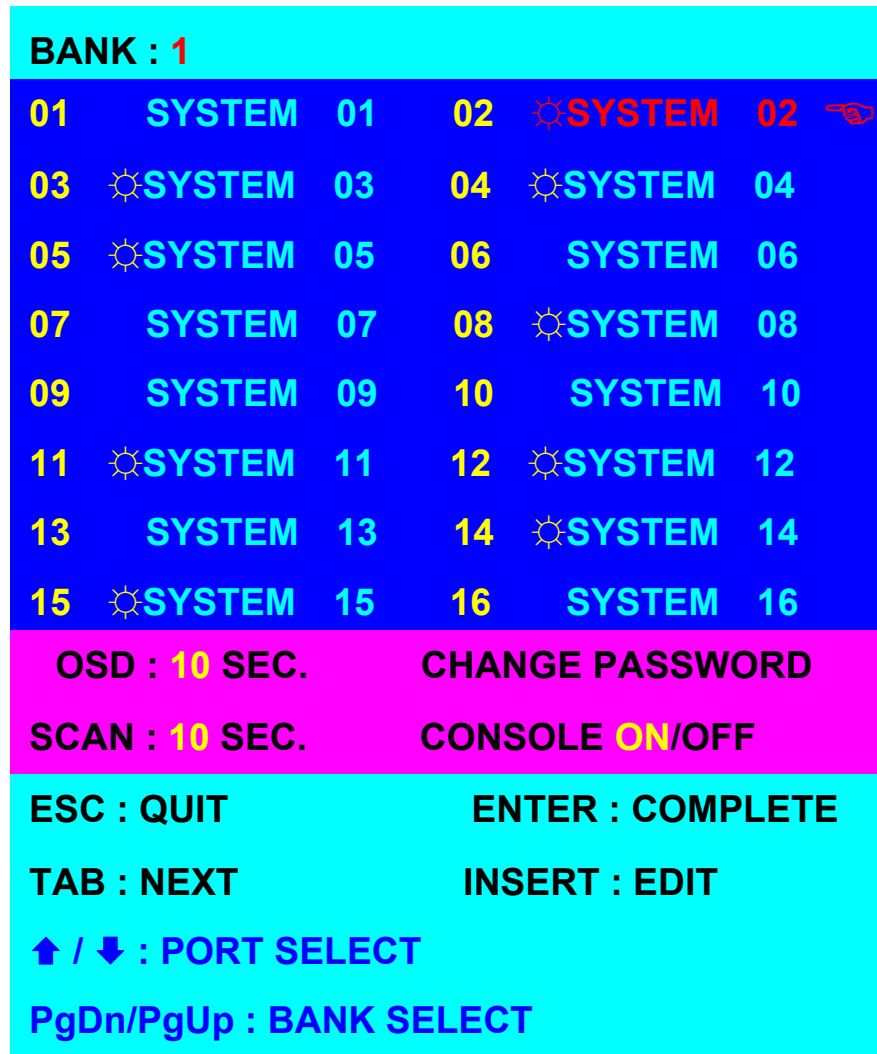 BANK : 1
01 SYSTEM 01 02 ☼SYSTEM 02 ☜
03 ☼SYSTEM 03 04 ☼SYSTEM 04
05 ☼SYSTEM 05 06 SYSTEM 06
07 SYSTEM 07 08 ☼SYSTEM 08
09 SYSTEM 09 10 SYSTEM 10
11 ☼SYSTEM 11 12 ☼SYSTEM 12
13 SYSTEM 13 14 ☼SYSTEM 14
15 ☼SYSTEM 15 16 SYSTEM 16
OSD : 10 SEC. CHANGE PASSWORD
SCAN : 10 SEC. CONSOLE ON/OFF
ESC : QUIT ENTER : COMPLETE
TAB : NEXT INSERT : EDIT
🡅 / 🡇 : PORT SELECT
PgDn/PgUp : BANK SELECT